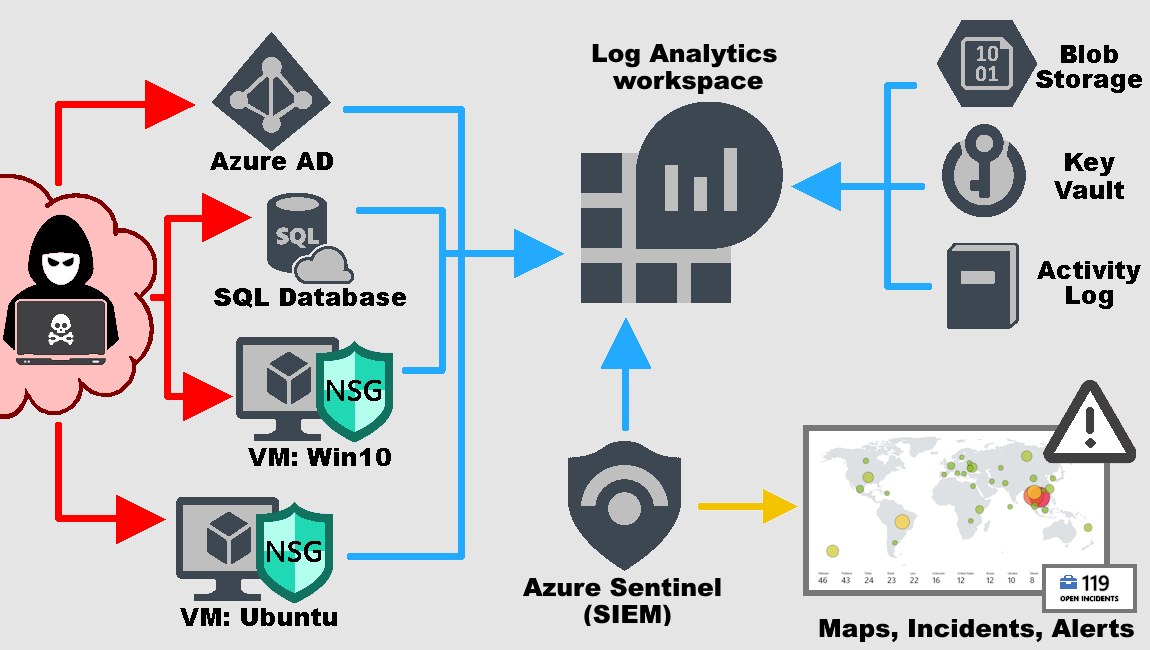 Log Analytics
workspace
10
01
Blob
Storage
Azure AD
Key
Vault
SQL
SQL Database
Activity
Log
NSG
VM: Win10
NSG
VM: Ubuntu
Azure Sentinel
(SIEM)
46 43 24 23 22 16 12 12 10 8
119
OPEN INCIDENTS
Maps, Incidents, Alerts